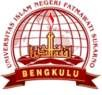 UNIVERSITAS ISLAM NEGERI FATMAWATI SUKARNO
BENGKULU